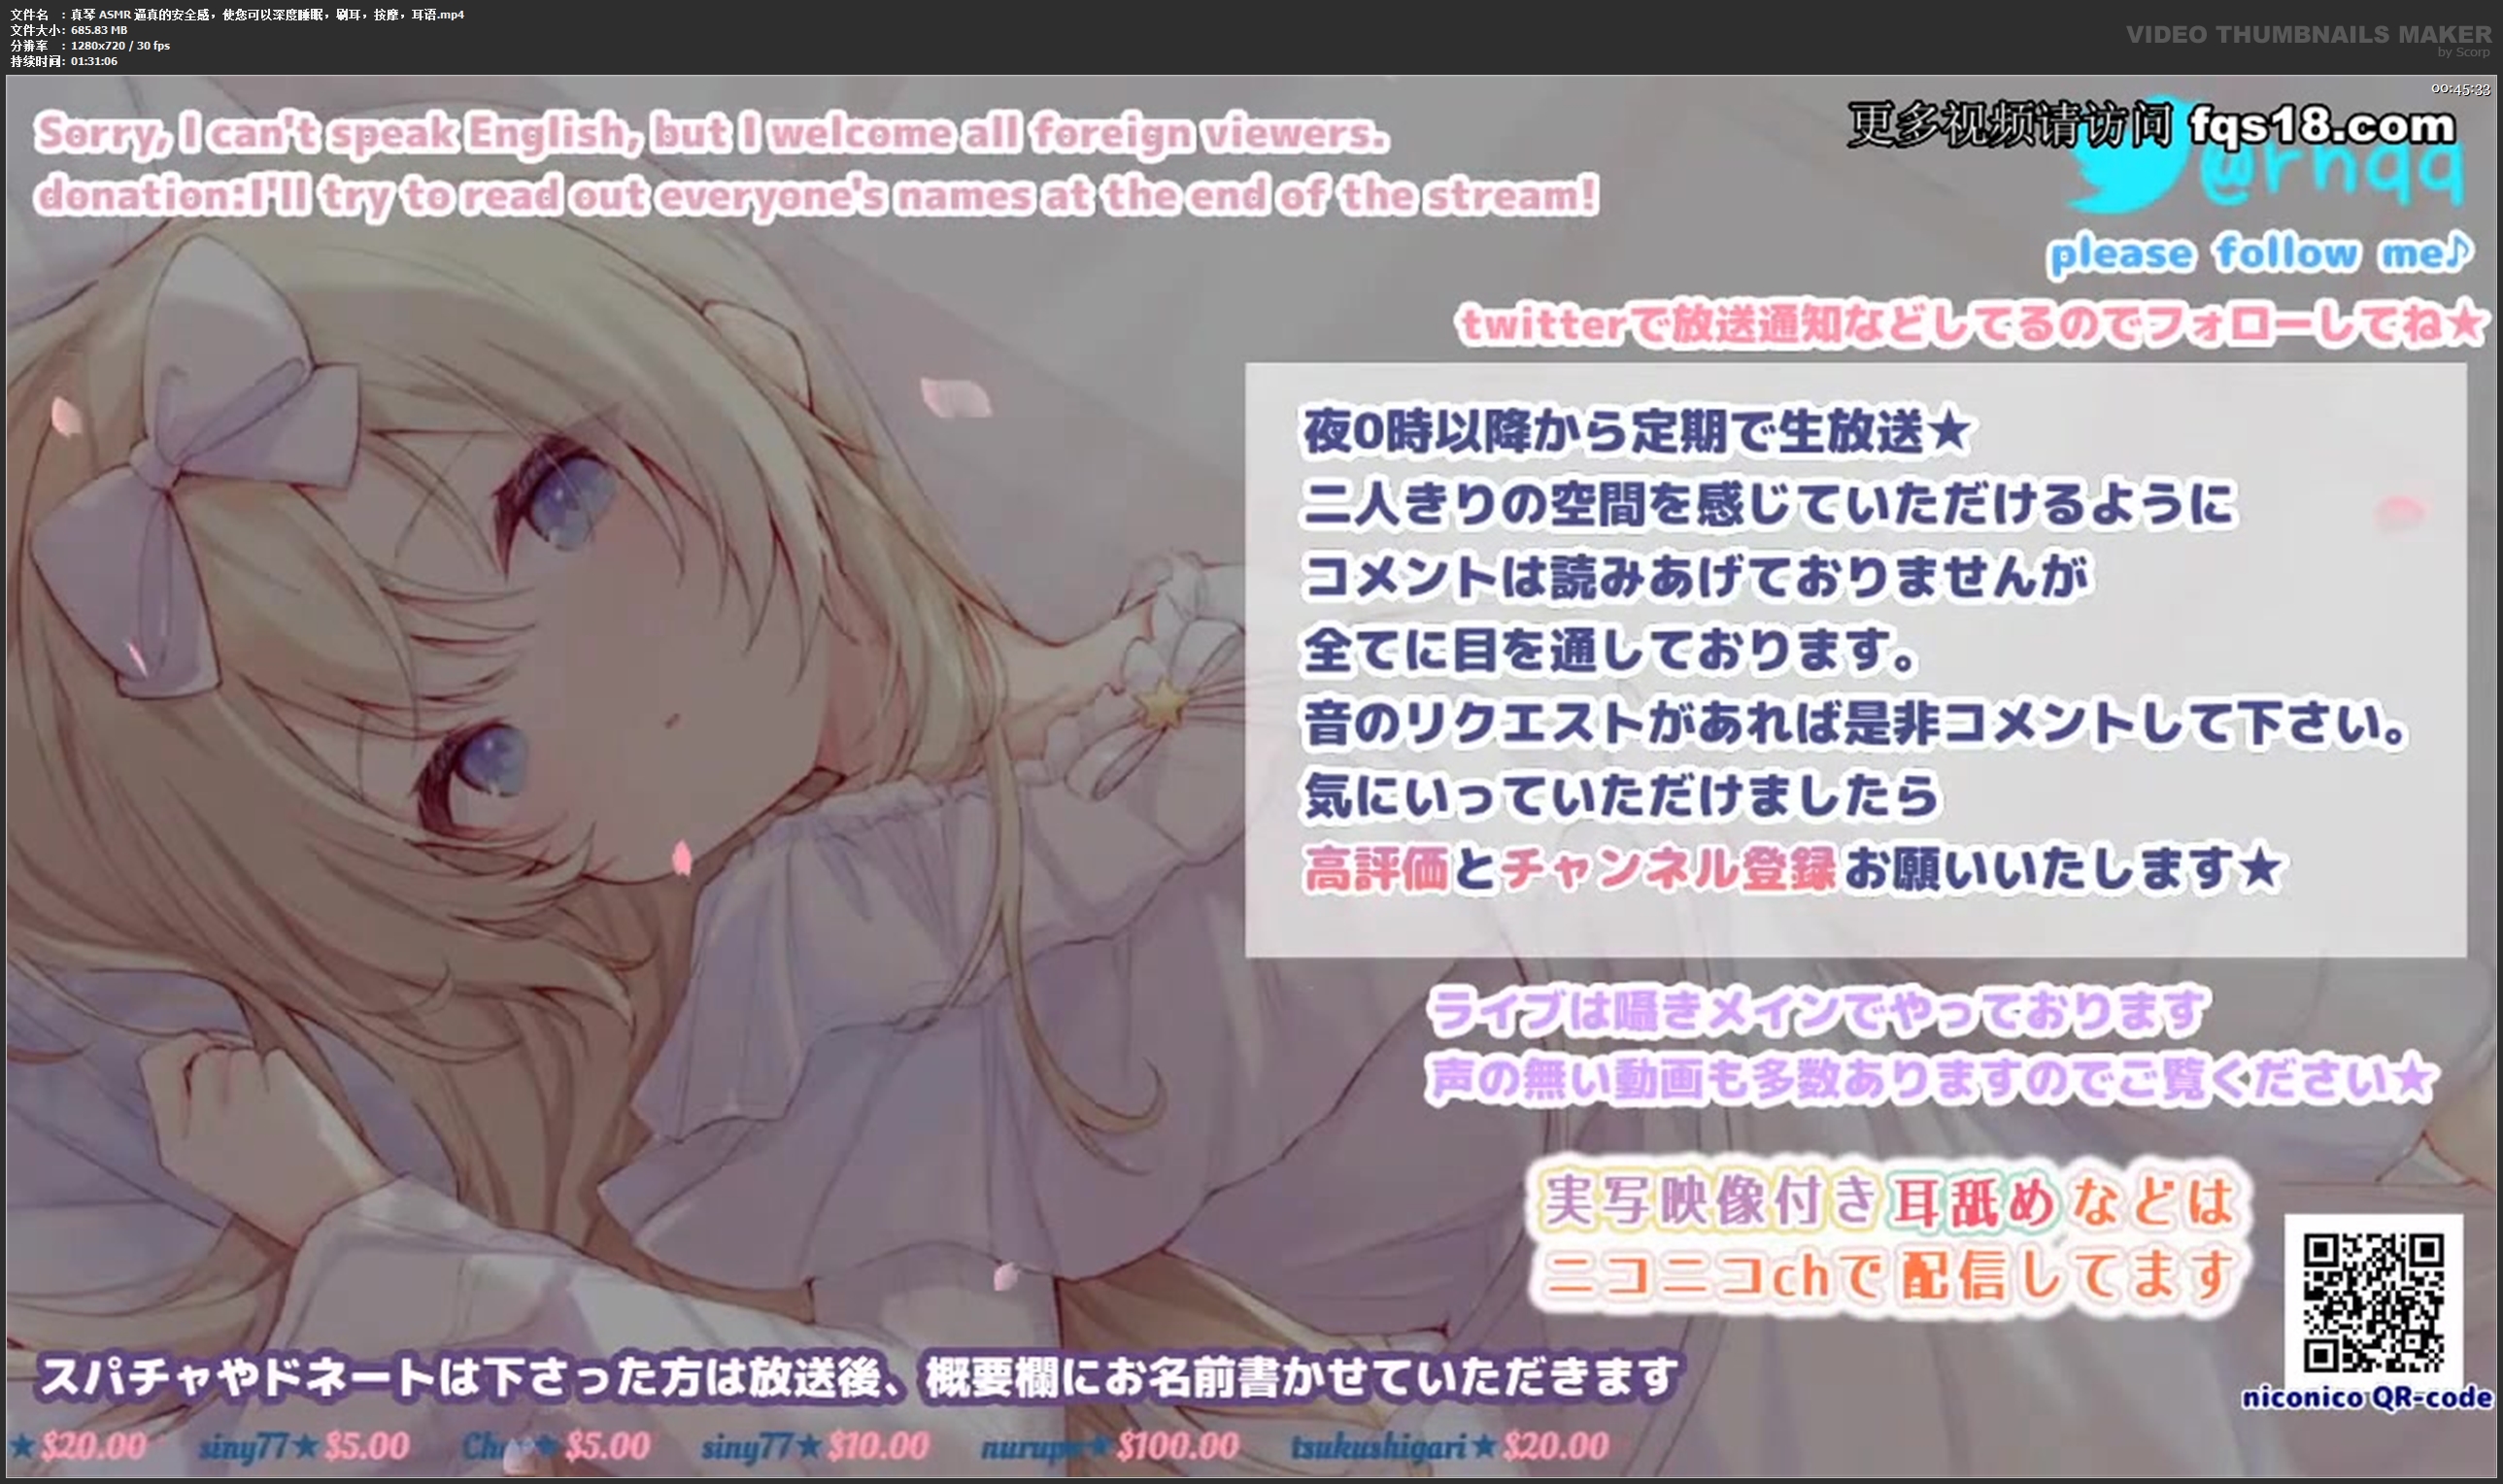 文件名 ：真琴 ASMR 逼真的安全感，使您可以深度睡眠，刷耳，按摩，耳语.mp4
文件大小：685.83 MB
分辨率 ：1280x720 / 30 fps
持续时间：01:31:06
VIDEO THUMBNAILS MAKER
by Scorp
00:45:33
Sorry, I can't speak English, but I welcome all foreign viewers.
donation:I'll try to read out everyone's names at the end of the stream!
更多视频请访问 fqs18.com
@rnqq
please follow me♪
twitterで放送通知などしてるのでフォローしてね★
夜0時以降から定期で生放送★
二人きりの空間を感じていただけるように
コメントは読みあげておりませんが
全てに目を通しております。
音のリクエストがあれば是非コメントして下さい。
気にいっていただけましたら
高評価とチャンネル登録お願いいたします★
ライブは囁きメインでやっております
声の無い動画も多数ありますのでご覧ください★
実写映像付き耳舐めなどは
ニコニコchで配信してます
niconico QR-code
スパチャやドネートは下さった方は放送後、概要欄にお名前書かせていただきます
★$20.00 siny77★$5.00 $5.00 siny77★$10.00 $100.00 tsukushigari★$20.00